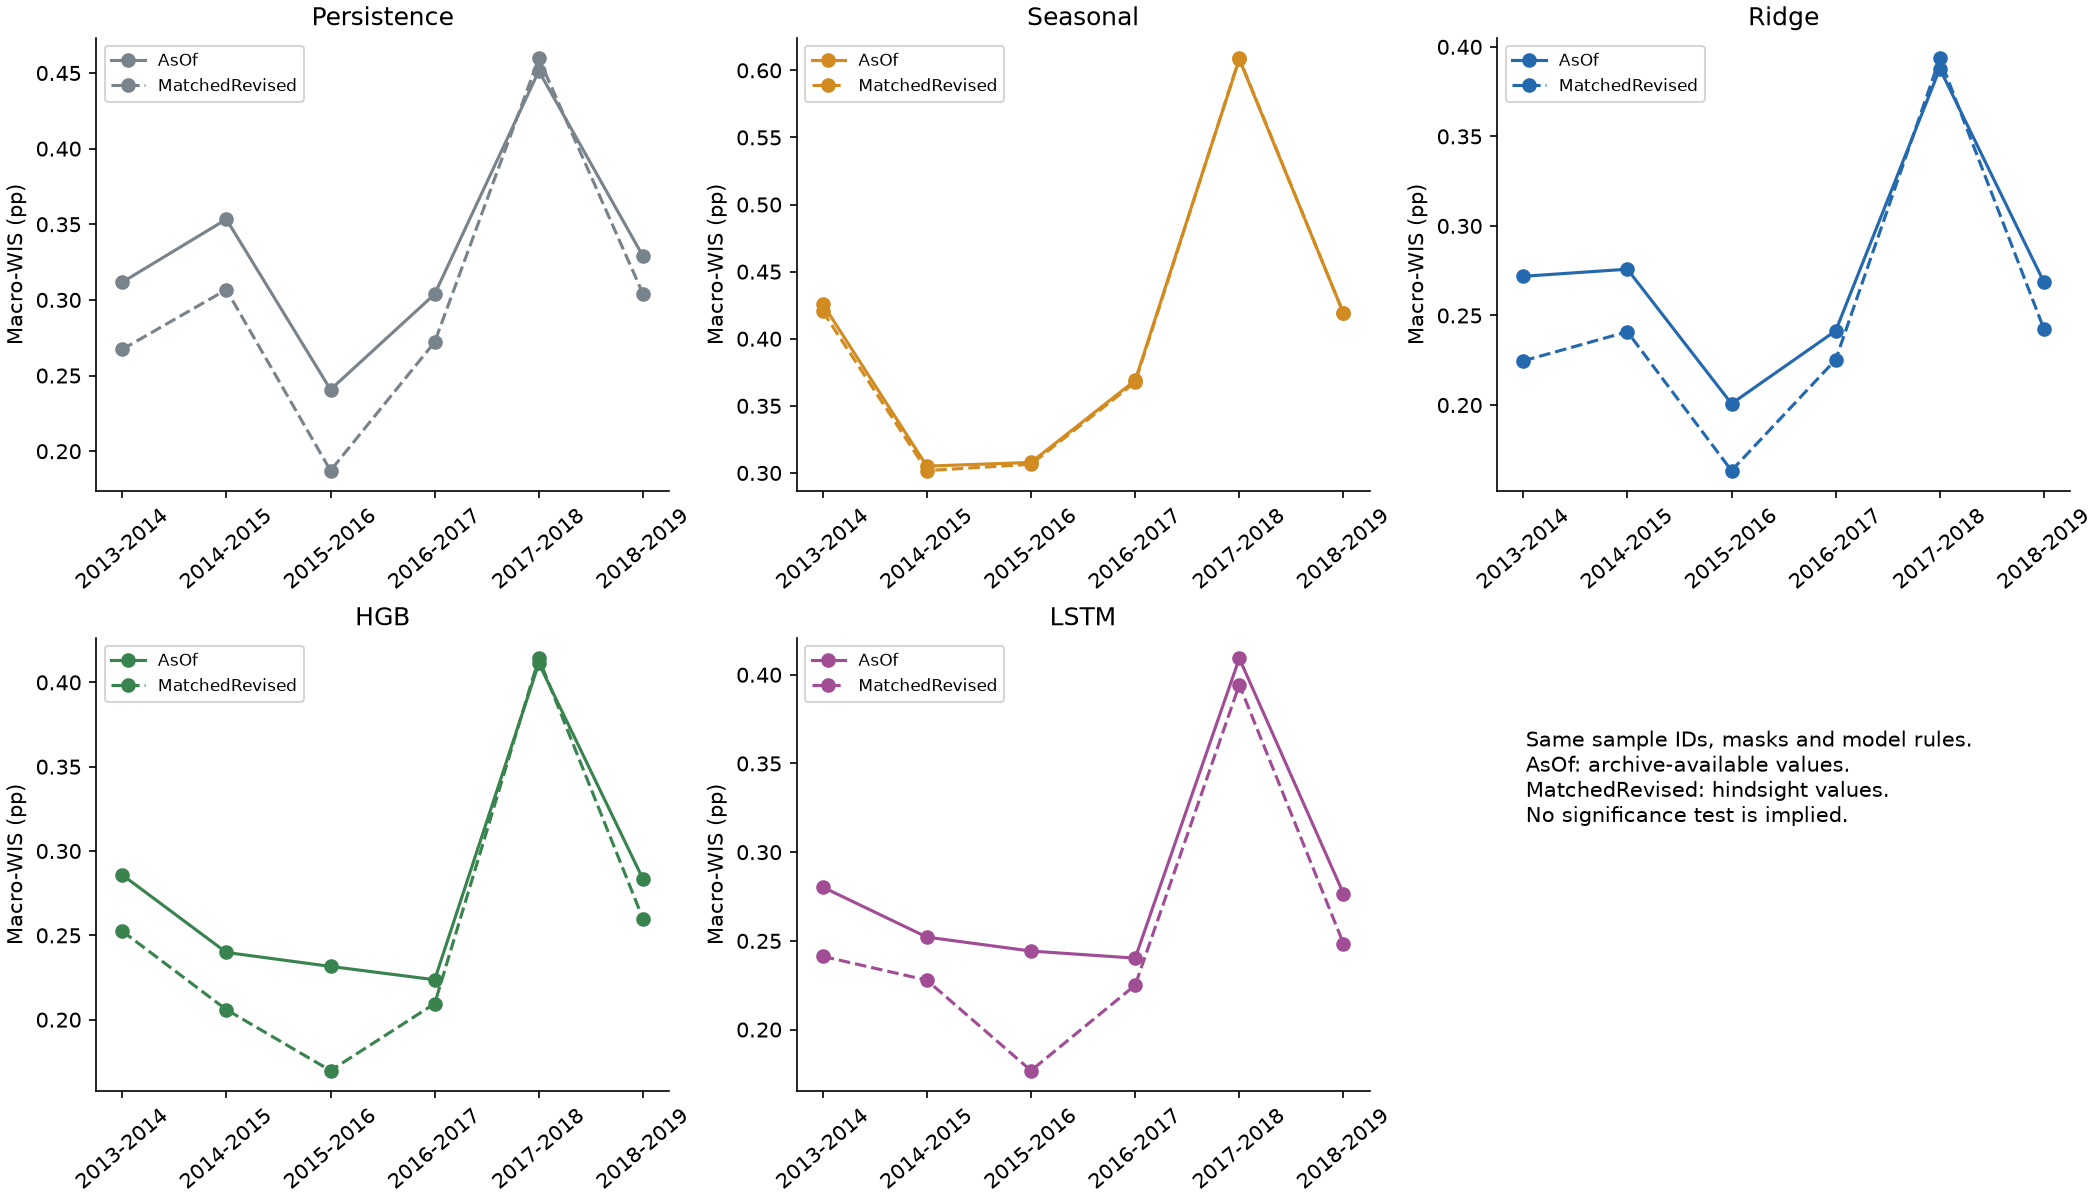 Persistence
AsOf
MatchedRevised
Macro-WIS (pp)
0.45
0.40
0.35
0.30
0.25
0.20
2013-2014
2014-2015
2015-2016
2016-2017
2017-2018
2018-2019
Seasonal
AsOf
MatchedRevised
Macro-WIS (pp)
0.60
0.55
0.50
0.45
0.40
0.35
0.30
2013-2014
2014-2015
2015-2016
2016-2017
2017-2018
2018-2019
Ridge
AsOf
MatchedRevised
Macro-WIS (pp)
0.40
0.35
0.30
0.25
0.20
2013-2014
2014-2015
2015-2016
2016-2017
2017-2018
2018-2019
HGB
AsOf
MatchedRevised
Macro-WIS (pp)
0.40
0.35
0.30
0.25
0.20
2013-2014
2014-2015
2015-2016
2016-2017
2017-2018
2018-2019
LSTM
AsOf
MatchedRevised
Macro-WIS (pp)
0.40
0.35
0.30
0.25
0.20
2013-2014
2014-2015
2015-2016
2016-2017
2017-2018
2018-2019
Same sample IDs, masks and model rules.
AsOf: archive-available values.
MatchedRevised: hindsight values.
No significance test is implied.